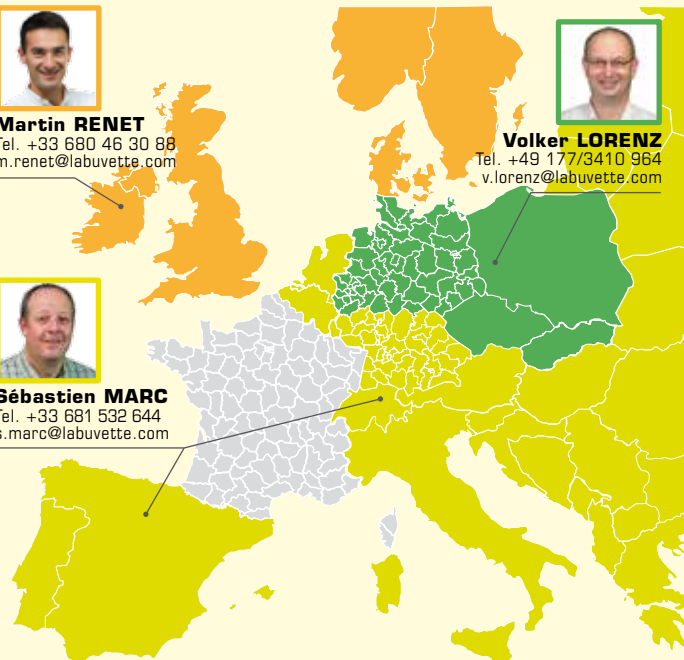 Martin RENET
Tel. +33 680 46 30 88
m.renet@labuvette.com
Volker LORENZ
Tel. +49 177/3410 964
v.lorenz@labuvette.com
Sébastien MARC
Tel. +33 681 532 644
s.marc@labuvette.com